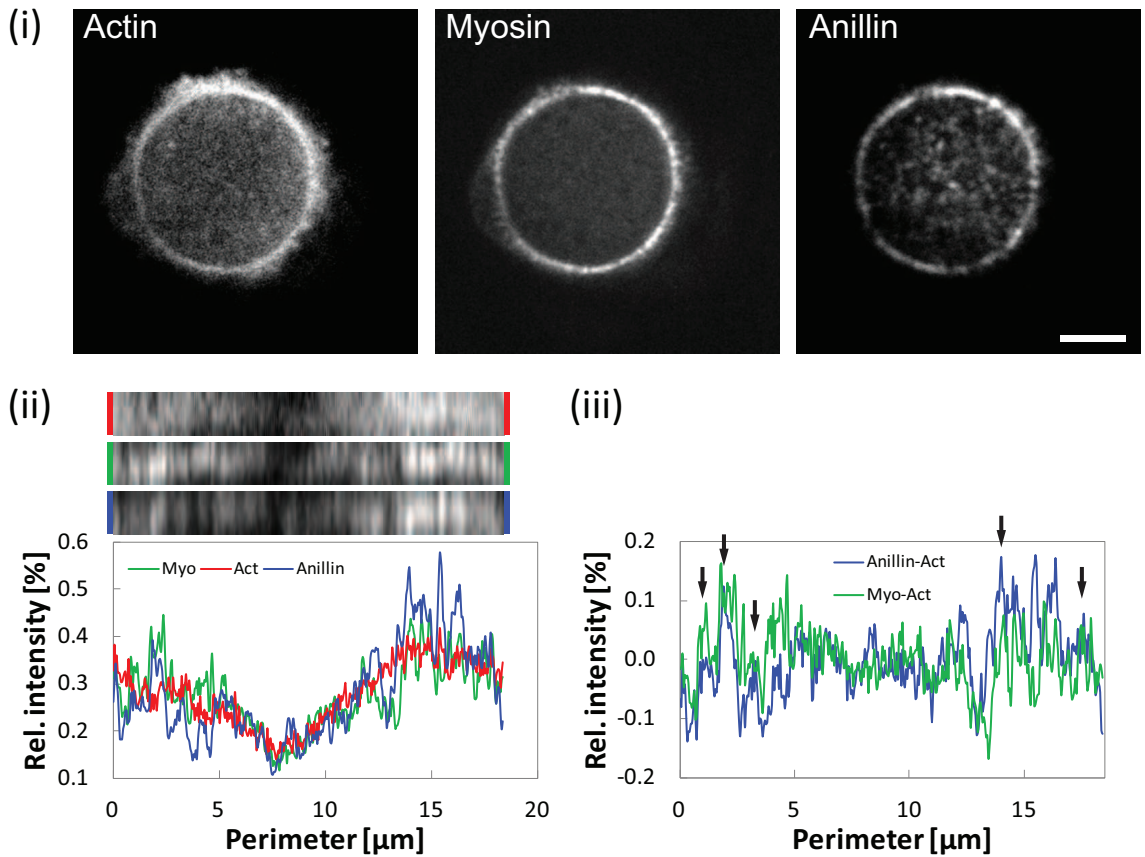 (i)
Actin
Myosin
Anillin
(ii)
(iii)
0.6
0.5
0.4
0.3
0.2
0.1
Rel. intensity [%]
Myo Act Anillin
0 5 10 15 20
Perimeter [µm]
0.2
0.1
0.0
-0.1
-0.2
Rel. intensity [%]
Anillin-Act
Myo-Act
0 5 10 15
Perimeter [µm]